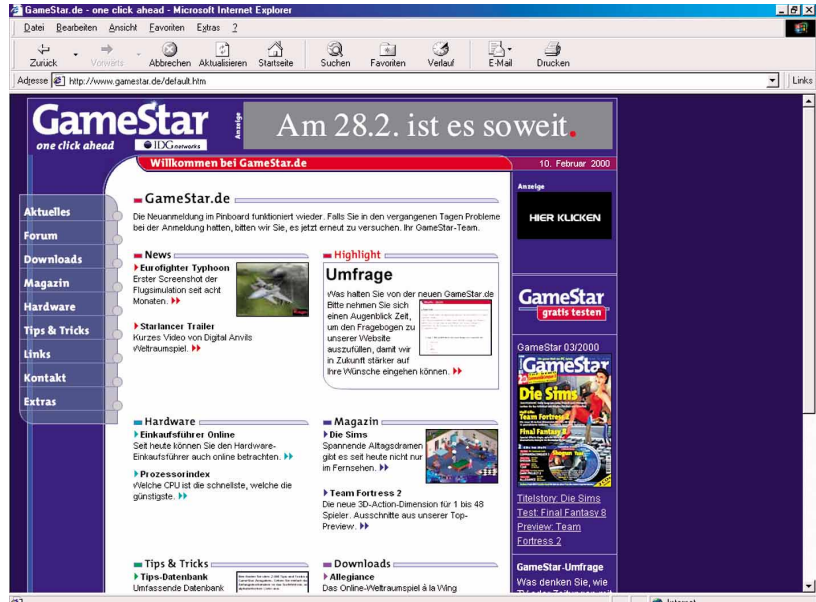 GameStar.de - one click ahead - Microsoft Internet Explorer
Datei Bearbeiten Ansicht Favoriten Extras ?
Zurück Vorwärts Abbrechen Aktualisieren Startseite Suchen Favoriten Verlauf E-Mail Drucken
Adresse http://www.gamestar.de/default.htm Links
GameStar
one click ahead
IDG networks
Anzeige
Am 28.2. ist es soweit.
Willkommen bei GameStar.de
10. Februar 2000
Aktuelles
Forum
Downloads
Magazin
Hardware
Tips & Tricks
Links
Kontakt
Extras
GameStar.de
Die Neuanmeldung im Pinboard funktioniert wieder. Falls Sie in den vergangenen Tagen Probleme
bei der Anmeldung hatten, bitten wir Sie, es jetzt erneut zu versuchen. Ihr GameStar-Team.
News
Eurofighter Typhoon
Erster Screenshot der
Flugsimulation seit acht
Monaten.
Starlancer Trailer
Kurzes Video von Digital Anvils
Weltraumspiel.
Highlight
Umfrage
Was halten Sie von der neuen GameStar.de
Bitte nehmen Sie sich
einen Augenblick Zeit,
um den Fragebogen zu
unserer Website
auszufüllen, damit wir
in Zukunft stärker auf
Ihre Wünsche eingehen können.
Hardware
Einkaufsführer Online
Seit heute können Sie den Hardware-
Einkaufsführer auch online betrachten.
Prozessorindex
Welche CPU ist die schnellste, welche die
günstigste.
Magazin
Die Sims
Spannende Alltagsdramen
gibt es seit heute nicht nur
im Fernsehen.
Team Fortress 2
Die neue 3D-Action-Dimension für 1 bis 48
Spieler. Ausschnitte aus unserer Top-
Preview.
Tips & Tricks
Tips-Datenbank
Umfassende Datenbank
Downloads
Allegiance
Das Online-Weltraumspiel à la Wing
Anzeige
HIER KLICKEN
GameStar
gratis testen
GameStar 03/2000
GameStar
Die Sims
Team Fortress 2
Final Fantasy 8
Titelstory: Die Sims
Test: Final Fantasy 8
Preview: Team
Fortress 2
GameStar-Umfrage
Was denken Sie, wie
Internet